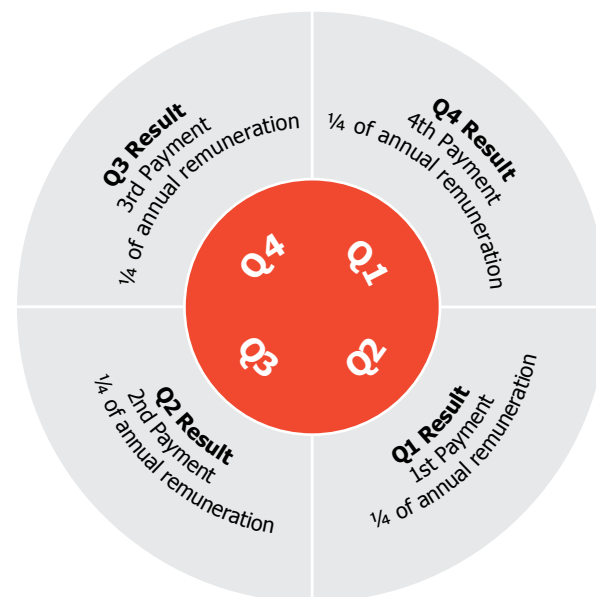 Q3 Result
3rd Payment
¼ of annual remuneration
Q4 Result
4th Payment
¼ of annual remuneration
Q4
Q1
Q3
Q2
Q2 Result
2nd Payment
¼ of annual remuneration
Q1 Result
1st Payment
¼ of annual remuneration